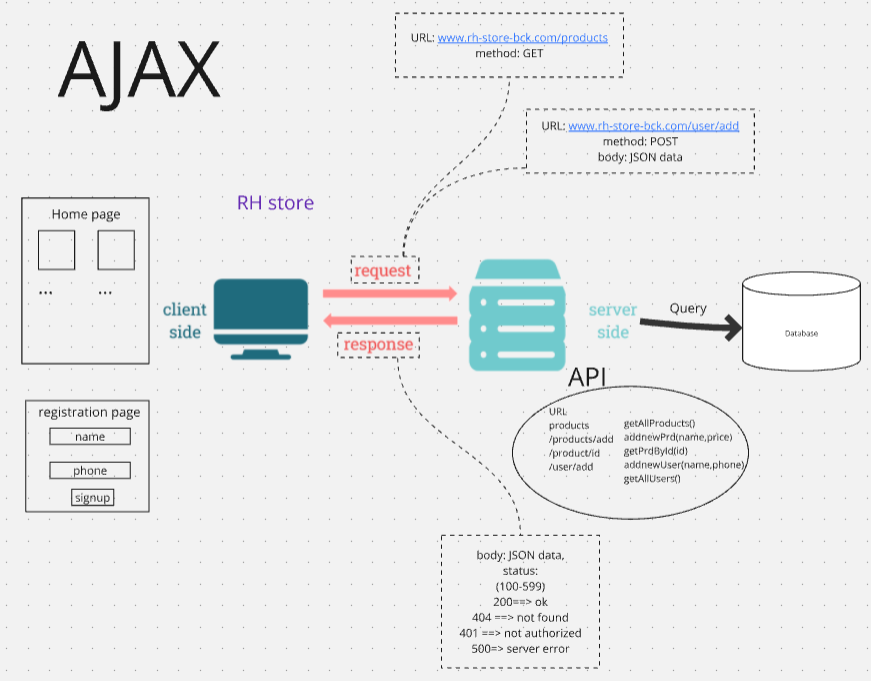 AJAX
URL: www.rh-store-bck.com/products
method: GET
URL: www.rh-store-bck.com/user/add
method: POST
body: JSON data
RH store
Home page
...
...
registration page
name
phone
signup
client
side
request
response
server
side
Query
Database
API
URL
products
/products/add
/product/id
/user/add
getAllProducts()
addnewPrd(name,price)
getPrdById(id)
addnewUser(name,phone)
getAllUsers()
body: JSON data,
status:
(100-599)
200==> ok
404 ==> not found
401 ==> not authorized
500=> server error